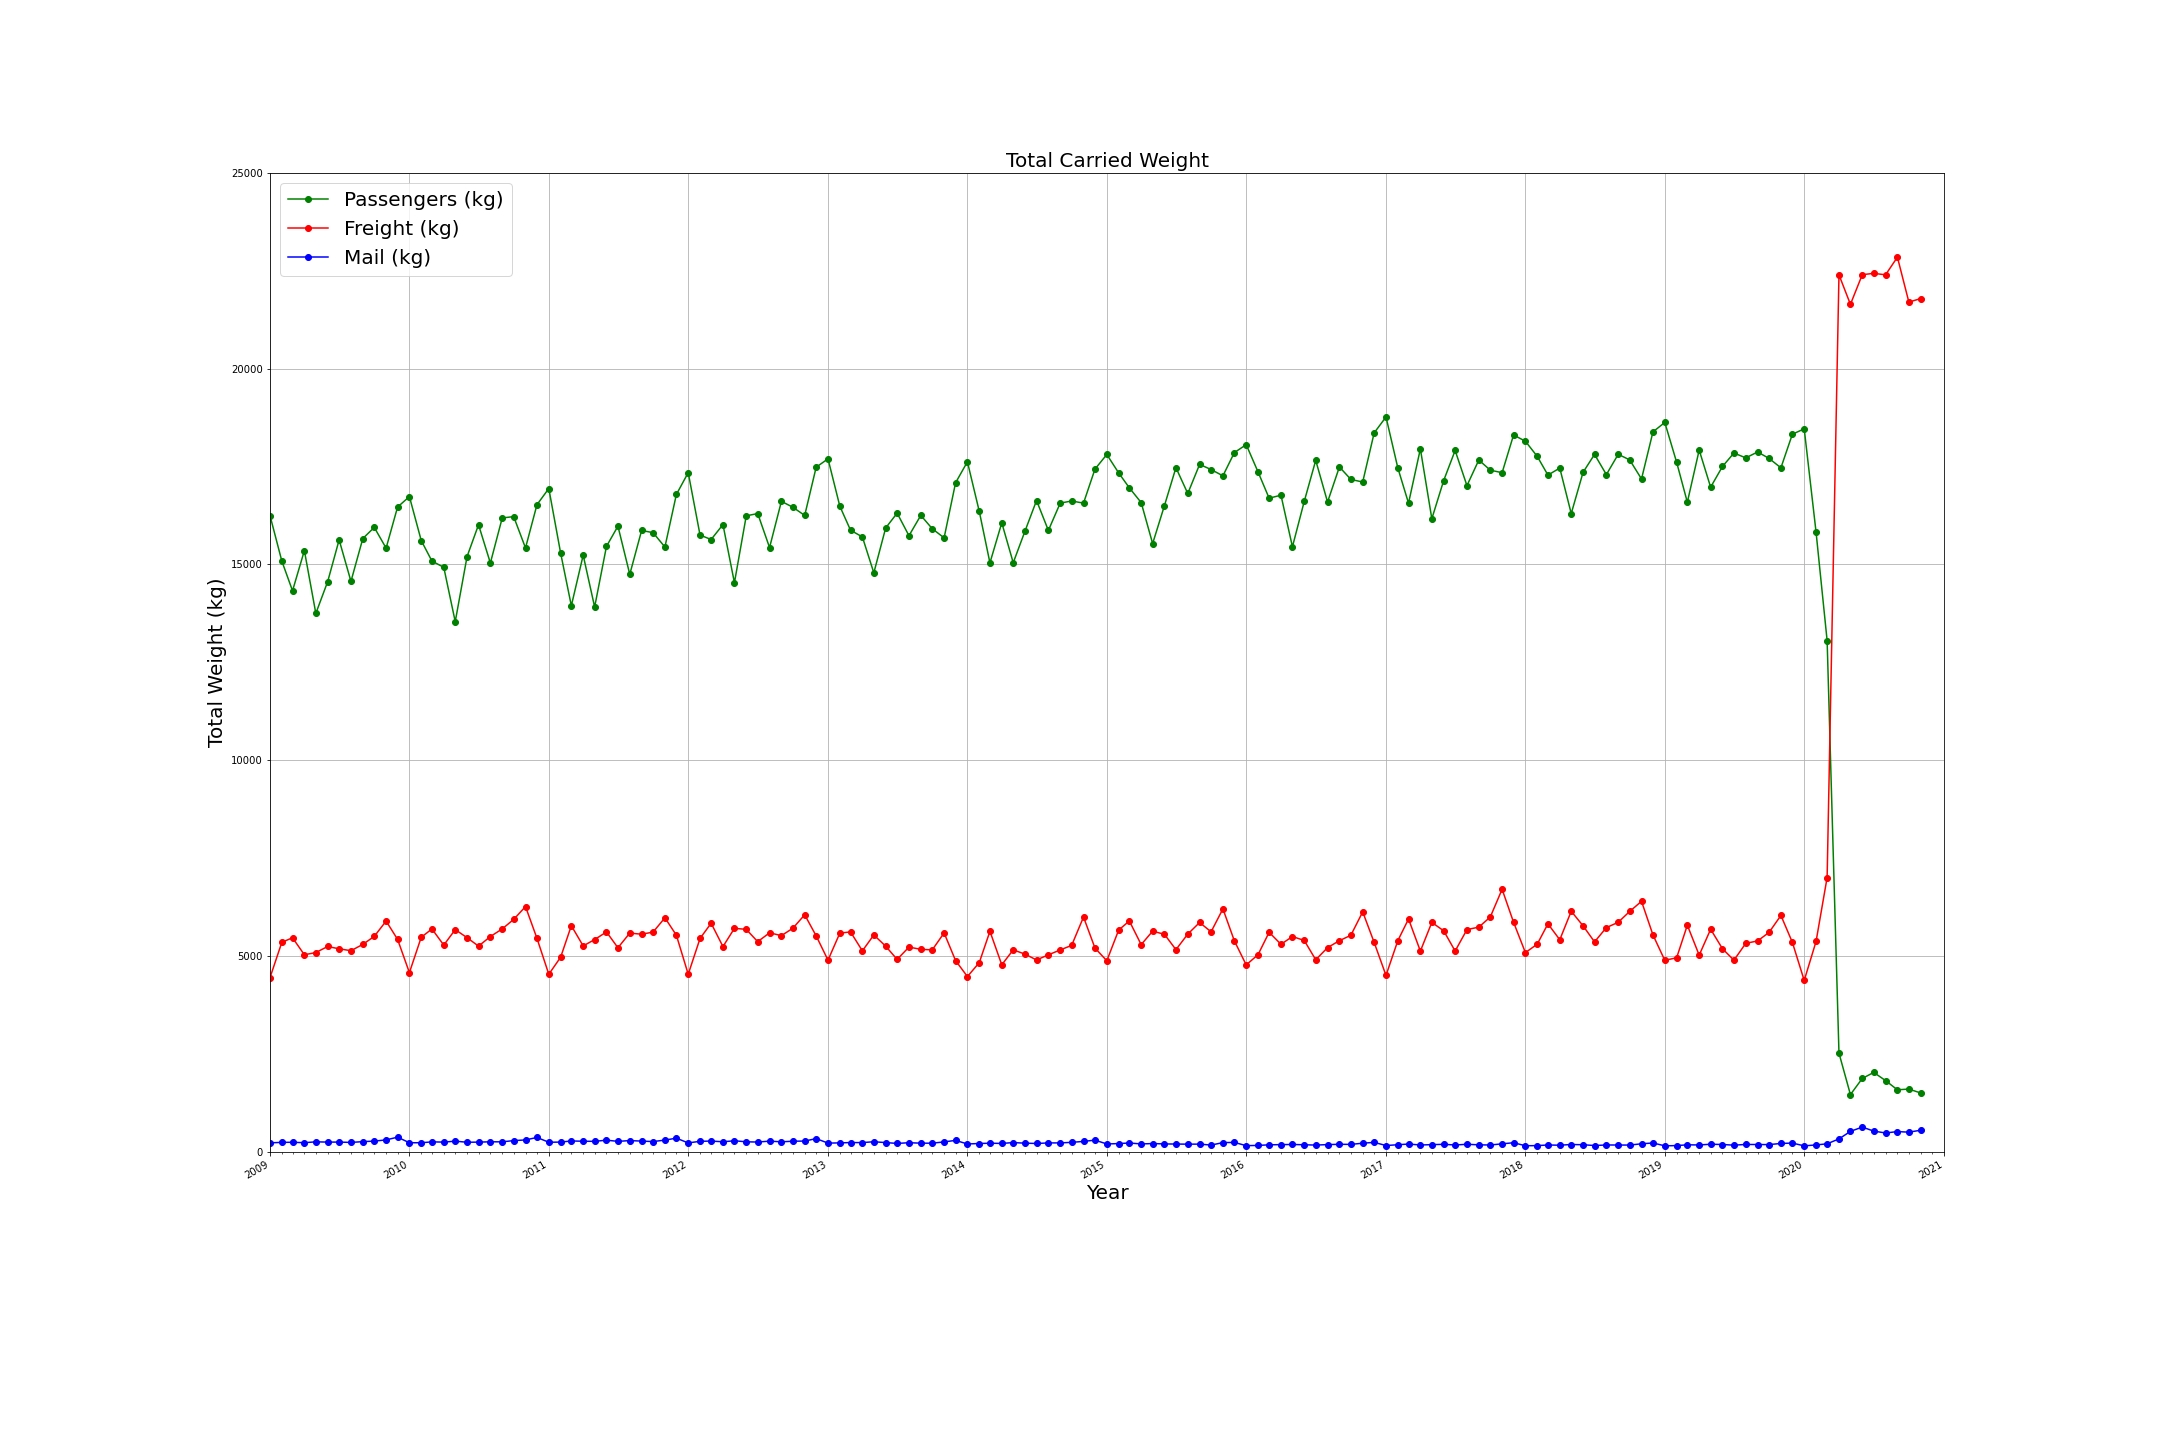 Total Carried Weight
25000
20000
15000
10000
5000
0
Total Weight (kg)
Passengers (kg)
Freight (kg)
Mail (kg)
2009 2010 2011 2012 2013 2014 2015 2016 2017 2018 2019 2020 2021
Year